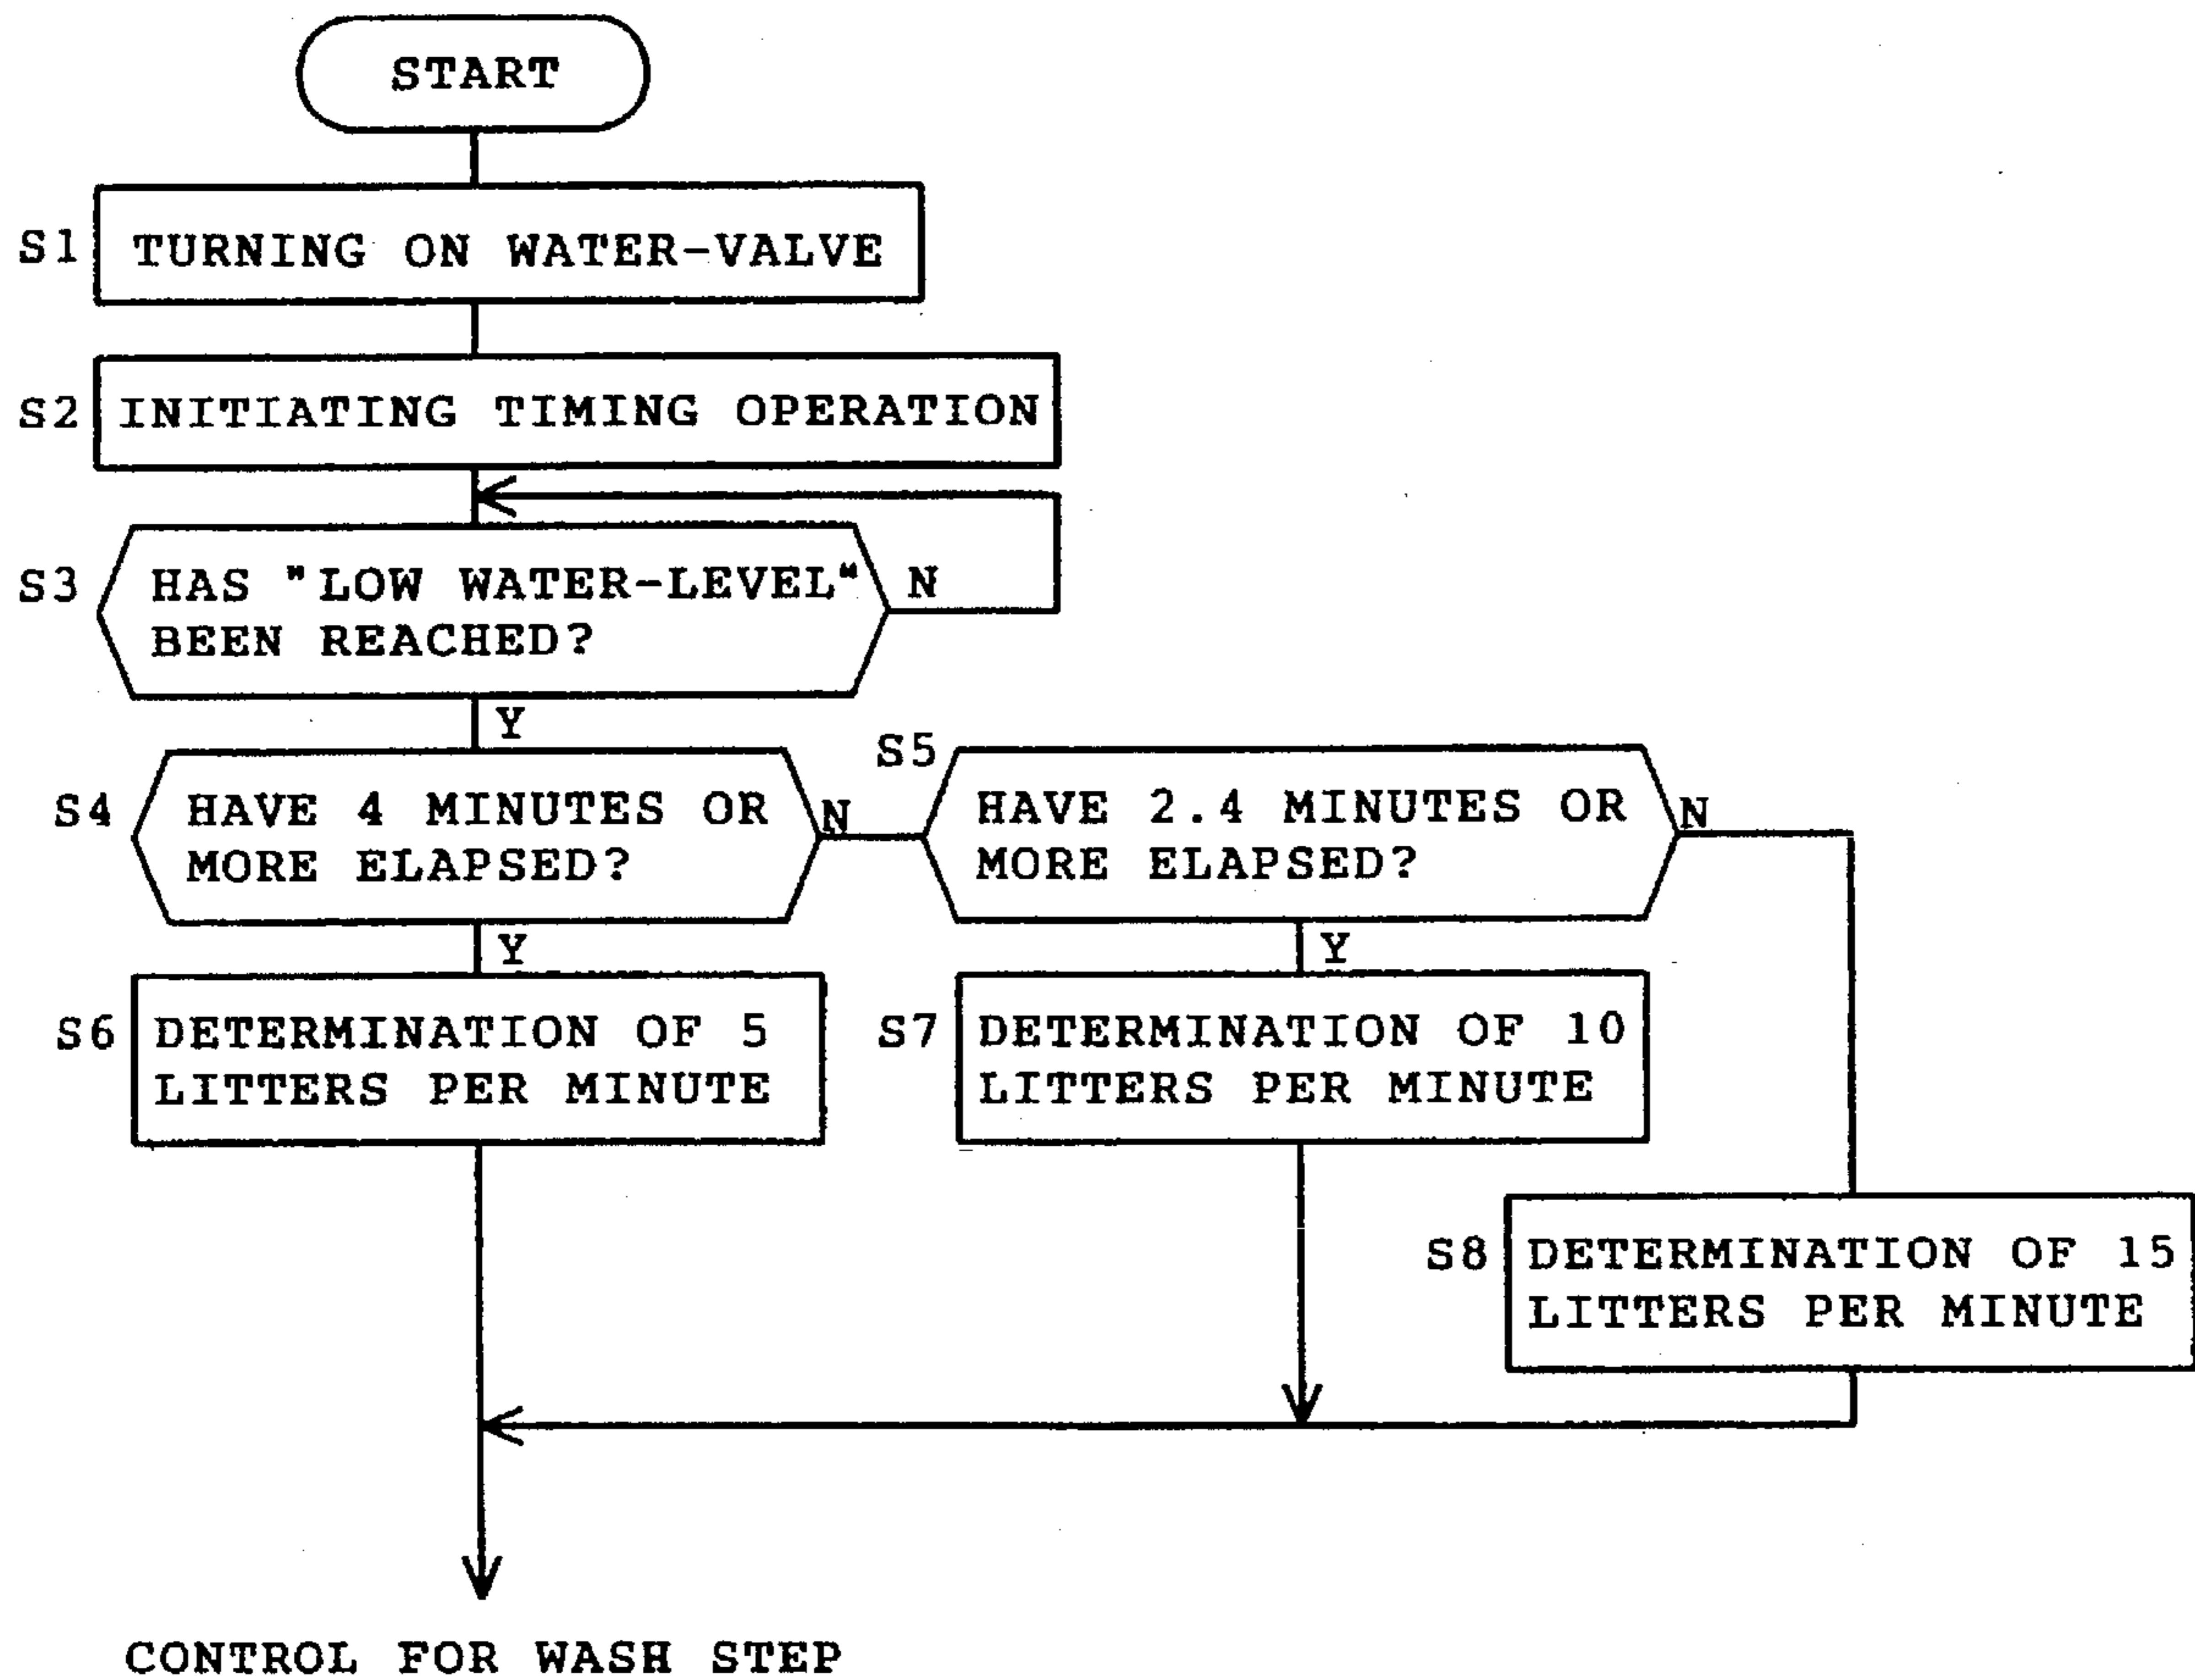 START
S1 TURNING ON WATER-VALVE
S2 INITIATING TIMING OPERATION
S3 HAS "LOW WATER-LEVEL" N
BEEN REACHED?
Y
S4 HAVE 4 MINUTES OR N
MORE ELAPSED?
S5 HAVE 2.4 MINUTES OR N
MORE ELAPSED?
Y
Y
S6 DETERMINATION OF 5
LITTERS PER MINUTE
S7 DETERMINATION OF 10
LITTERS PER MINUTE
S8 DETERMINATION OF 15
LITTERS PER MINUTE
CONTROL FOR WASH STEP